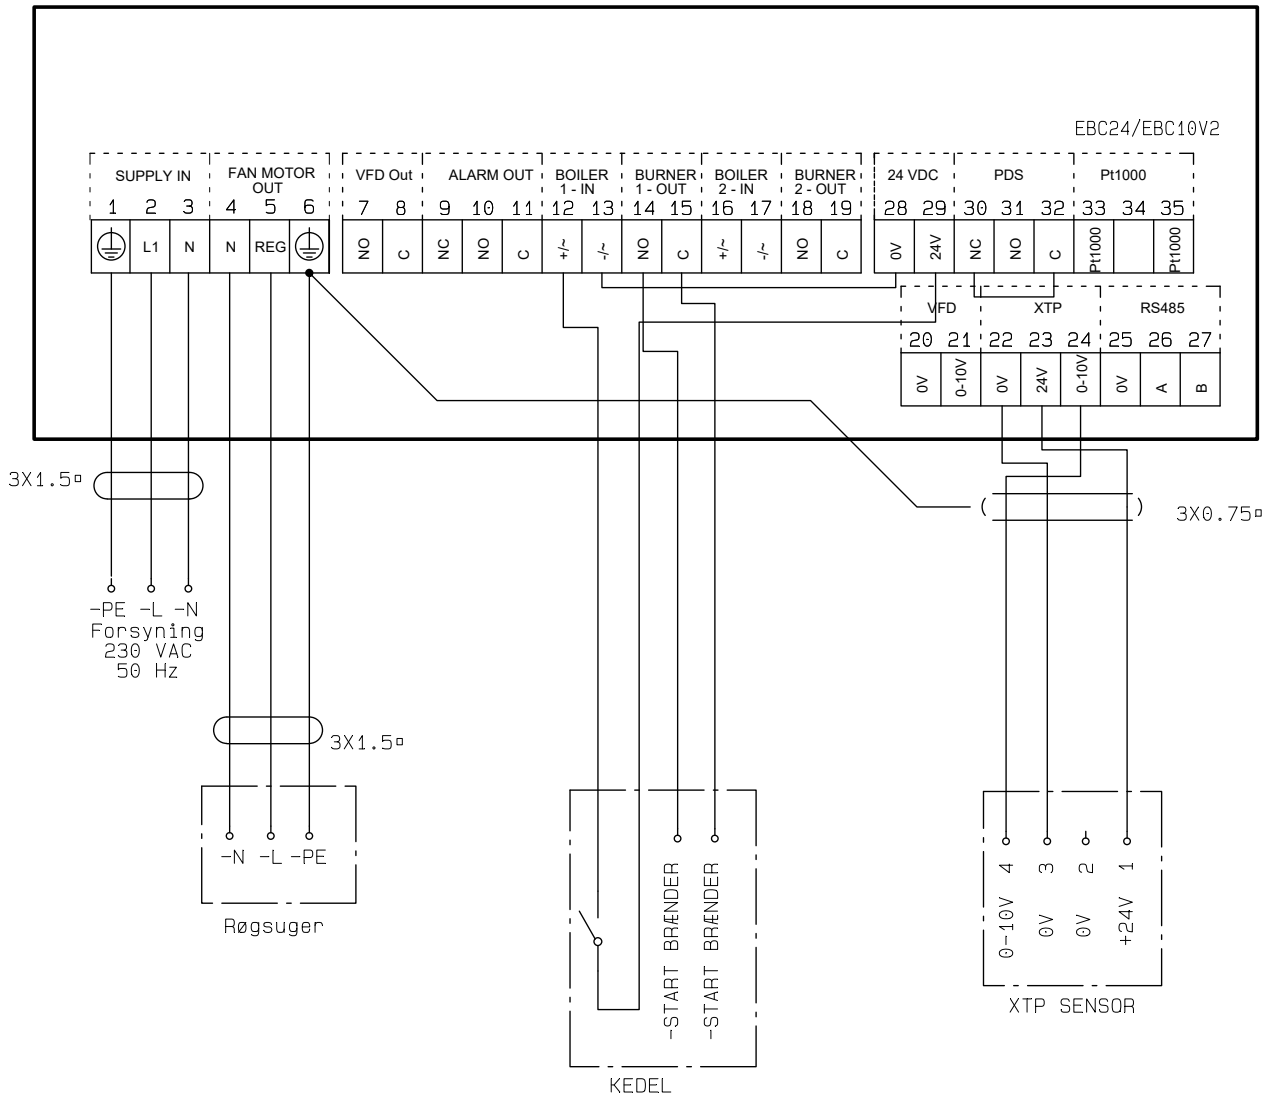 EBC24/EBC10V2
SUPPLY IN
FAN MOTOR
OUT
VFD Out
ALARM OUT
BOILER
1 - IN
BURNER
1 - OUT
BOILER
2 - IN
BURNER
2 - OUT
24 VDC
PDS
Pt1000
1 2 3 4 5 6 7 8 9 10 11 12 13 14 15 16 17 18 19 28 29 30 31 32 33 34 35
L1 N N REG NO C NC NO C +/~ -/~ NO C +/~ -/~ NO C 0V 24V NC NO C Pt1000 Pt1000
VFD XTP RS485
20 21 22 23 24 25 26 27
0V 0-10V 0V 24V 0-10V 0V A B
3X1.5¤
3X0.75¤
-PE -L -N
Forsyning
230 VAC
50 Hz
3X1.5¤
-N -L -PE
Røgsuger
-START BRÆNDER
-START BRÆNDER
KEDEL
4 3 2 1
0-10V 0V 0V +24V
XTP SENSOR